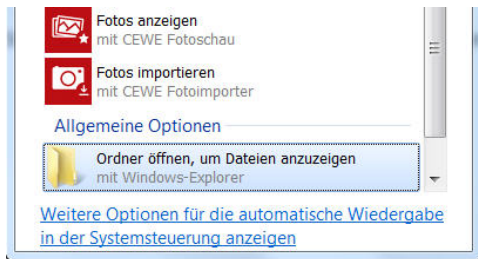 Fotos anzeigen
mit CEWE Fotoschau
Fotos importieren
mit CEWE Fotoimporter
Allgemeine Optionen
Ordner öffnen, um Dateien anzuzeigen
mit Windows-Explorer
Weitere Optionen für die automatische Wiedergabe
in der Systemsteuerung anzeigen